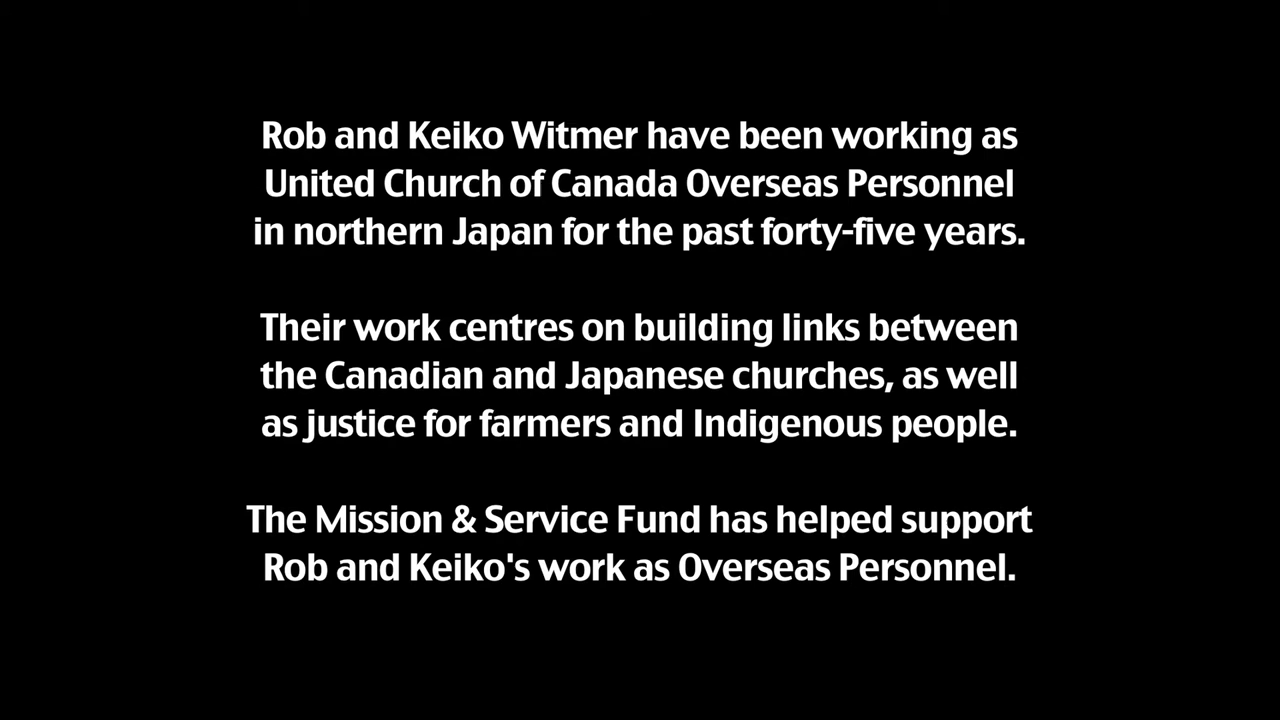 Rob and Keiko Witmer have been working as
United Church of Canada Overseas Personnel
in northern Japan for the past forty-five years.
Their work centres on building links between
the Canadian and Japanese churches, as well
as justice for farmers and Indigenous people.
The Mission & Service Fund has helped support
Rob and Keiko's work as Overseas Personnel.